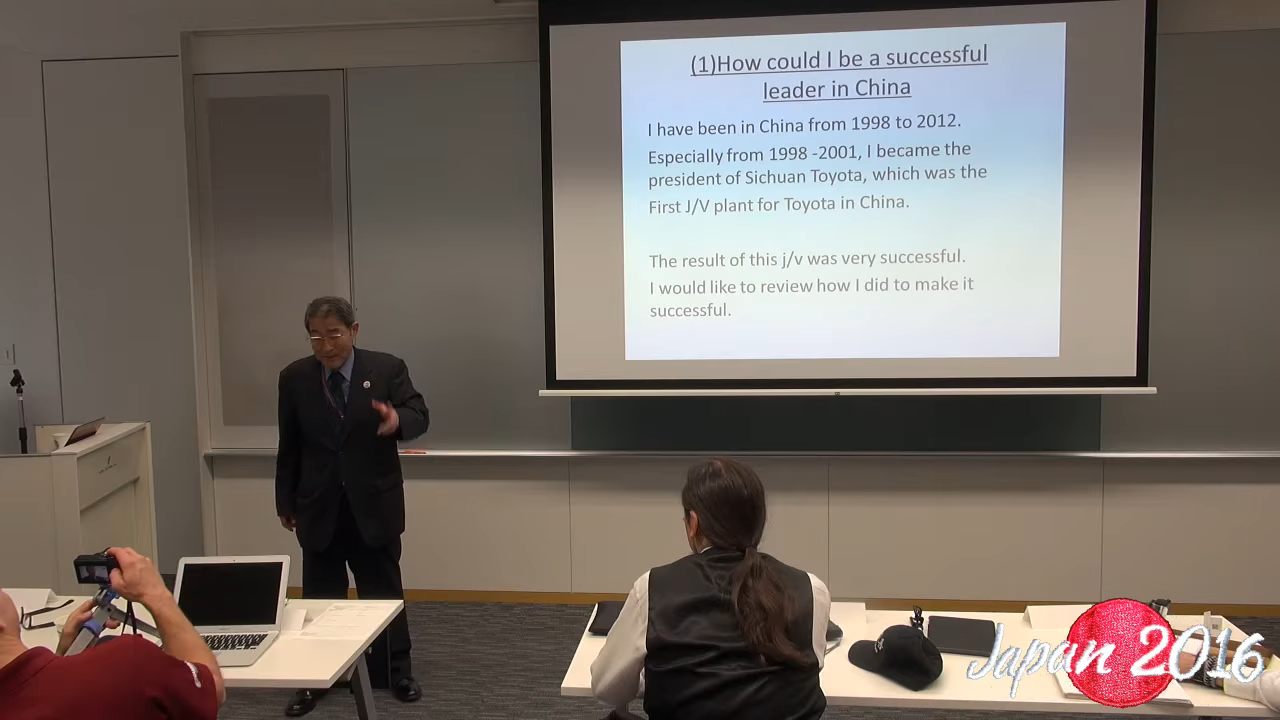 (1)How could I be a successful
leader in China
I have been in China from 1998 to 2012.
Especially from 1998 -2001, I became the
president of Sichuan Toyota, which was the
First J/V plant for Toyota in China.
The result of this j/v was very successful.
I would like to review how I did to make it
successful.
Japan 2016